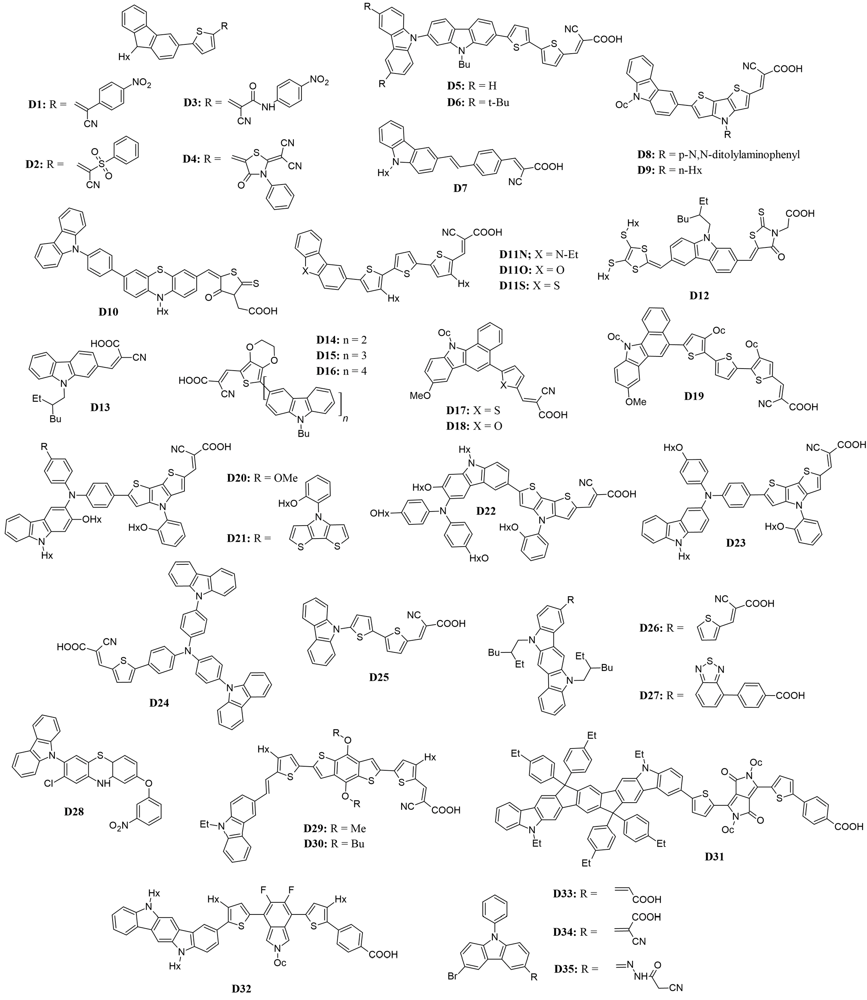 R
S
Hx
D1: R =
NO2
CN
D3: R =
O
NH
NO2
CN
D2: R =
O
S
O
CN
D4: R =
S
CN
CN
N
O
R
N
R
N
Bu
S
S
NC
COOH
D5: R = H
D6: R = t-Bu
N
Oc
S
S
N
R
NC
COOH
D8: R = p-N,N-ditolylaminophenyl
D9: R = n-Hx
N
Hx
COOH
NC
D7
N
S
N
Hx
O
S
S
COOH
D10
X
S
Hx
S
S
Hx
NC
COOH
D11N; X = N-Et
D11O: X = O
D11S: X = S
Hx
S
S
Hx
S
S
Et
Bu
N
S
S
N
O
COOH
D12
HOOC
CN
N
Et
Bu
D13
HOOC
CN
O
O
S
N
Bu
n
D14: n = 2
D15: n = 3
D16: n = 4
Oc
N
MeO
X
CN
COOH
D17: X = S
D18: X = O
Oc
N
OMe
S
Oc
S
Oc
S
NC
COOH
D19
R
N
N
Hx
OHx
S
S
N
HxO
NC
COOH
D20: R = OMe
D21: R =
HxO
N
S
S
Hx
N
HxO
OHx
N
HxO
S
S
N
HxO
NC
COOH
D22
HxO
N
N
Hx
S
S
N
HxO
NC
COOH
D23
HOOC
CN
S
N
N
N
D24
N
S
S
NC
COOH
D25
R
N
Bu
Et
N
Et
Bu
D26: R =
S
NC
COOH
D27: R =
N
S
N
COOH
N
Cl
S
NH
O
NO2
D28
Et
N
Hx
S
S
R
O
O
R
S
S
Hx
NC
COOH
D29: R = Me
D30: R = Bu
Et
Et
Et
N
N
Et
Et
Et
S
O
N
Oc
N
Oc
O
S
COOH
D31
Hx
N
N
Hx
Hx
S
F
F
N
Oc
S
Hx
COOH
D32
N
Br
R
D33: R =
COOH
D34: R =
COOH
CN
D35: R =
N
NH
O
CN